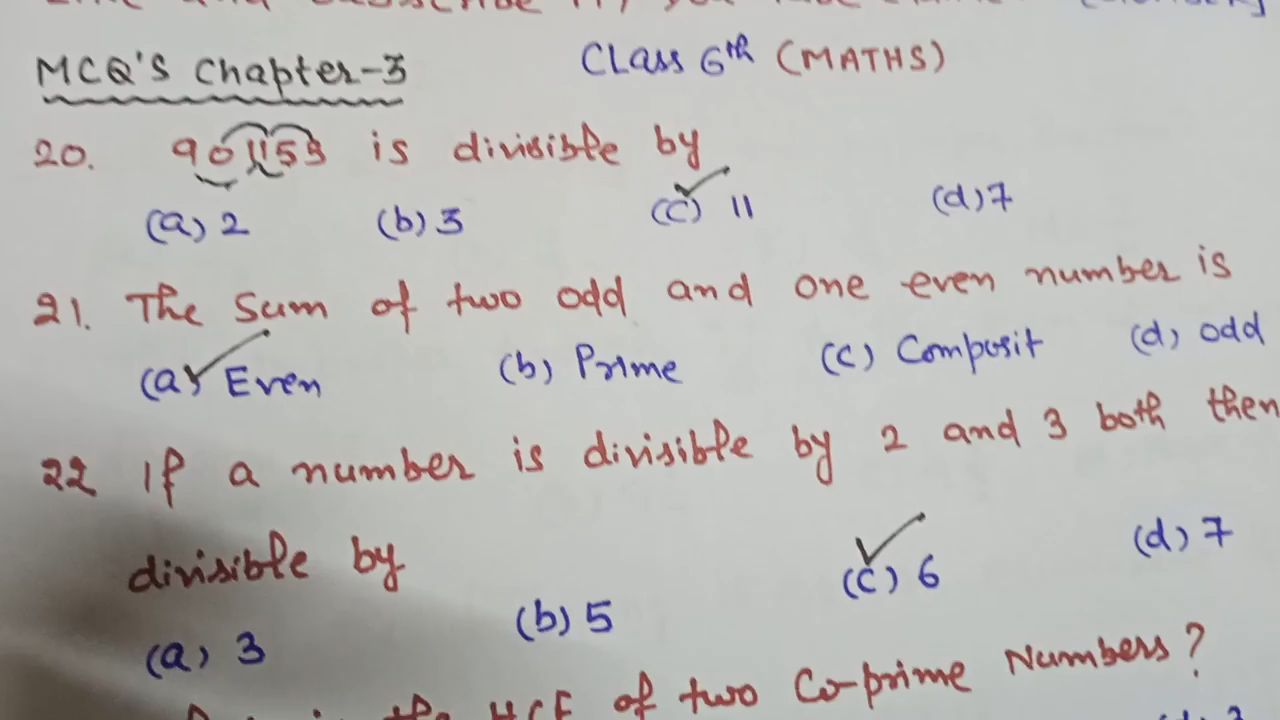 MCQ'S Chapter-3 Class 6th (MATHS)
20. 901153 is divisible by
(a) 2 (b) 3 (c) 11 (d) 7
21. The Sum of two odd and one even number is
(a) Even (b) Prime (c) Composit (d) odd
22 If a number is divisible by 2 and 3 both then
divisible by
(a) 3 (b) 5 (c) 6 (d) 7
the HCF of two Co-prime Numbers?